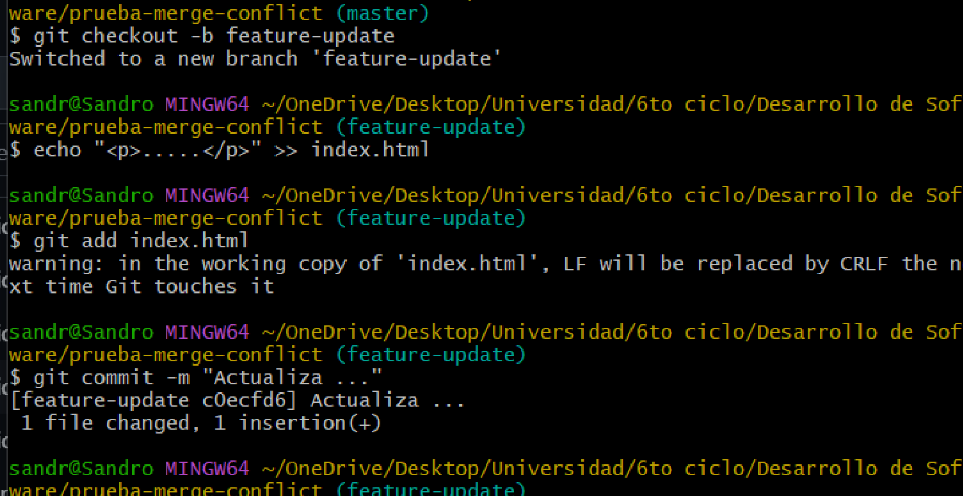 ware/prueba-merge-conflict (master)
$ git checkout -b feature-update
Switched to a new branch 'feature-update'
sandr@Sandro MINGW64 ~/OneDrive/Desktop/Universidad/6to ciclo/Desarrollo de Sof
ware/prueba-merge-conflict (feature-update)
$ echo "<p>.....</p>" >> index.html
sandr@Sandro MINGW64 ~/OneDrive/Desktop/Universidad/6to ciclo/Desarrollo de Sof
ware/prueba-merge-conflict (feature-update)
$ git add index.html
warning: in the working copy of 'index.html', LF will be replaced by CRLF the n
xt time Git touches it
sandr@Sandro MINGW64 ~/OneDrive/Desktop/Universidad/6to ciclo/Desarrollo de Sof
ware/prueba-merge-conflict (feature-update)
$ git commit -m "Actualiza ..."
[feature-update c0ecfd6] Actualiza ...
1 file changed, 1 insertion(+)
sandr@Sandro MINGW64 ~/OneDrive/Desktop/Universidad/6to ciclo/Desarrollo de Sof
ware/prueba-merge-conflict (feature-update)